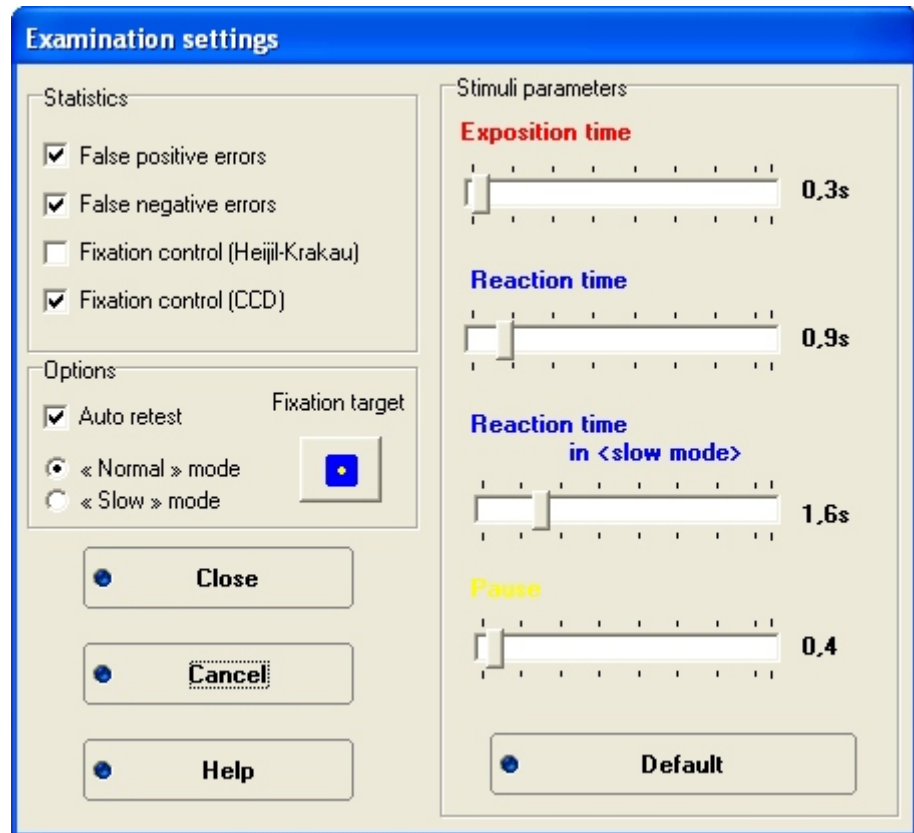 Examination settings
Statistics
False positive errors
False negative errors
Fixation control (Heijil-Krakau)
Fixation control (CCD)
Options
Auto retest
Fixation target
« Normal » mode
« Slow » mode
Close
Cancel
Help
Stimuli parameters
Exposition time
0,3s
Reaction time
0,9s
Reaction time
in <slow mode>
1,6s
Pause
0,4
Default